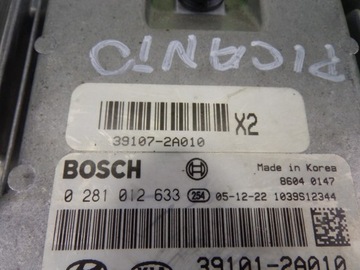 PICANTO
39107-2A010 X2
BOSCH
Made in Korea
8604 0147
0 281 012 633 254 05-12-22 1039S12344
KIA
39101-2A010